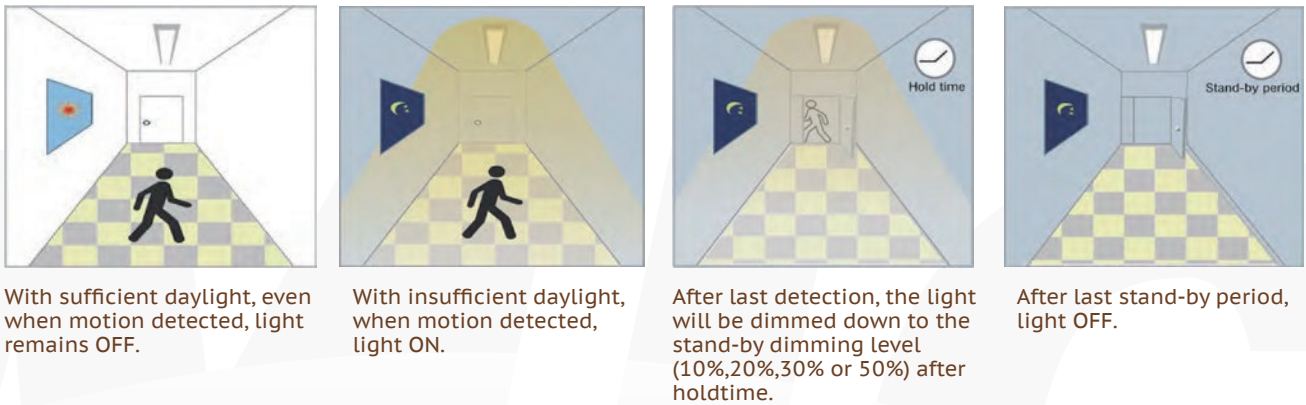 Hold time
Stand-by period
With sufficient daylight, even
when motion detected, light
remains OFF.
With insufficient daylight,
when motion detected,
light ON.
After last detection, the light
will be dimmed down to the
stand-by dimming level
(10%,20%,30% or 50%) after
holdtime.
After last stand-by period,
light OFF.